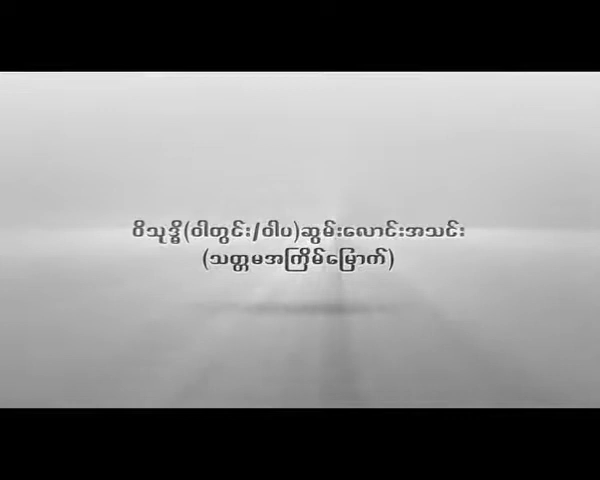 ဝိသုဒ္ဓိ(ဝါတွင်း/ဝါပ)ဆွမ်းလောင်းအသင်း
(သတ္တမအကြိမ်မြောက်)